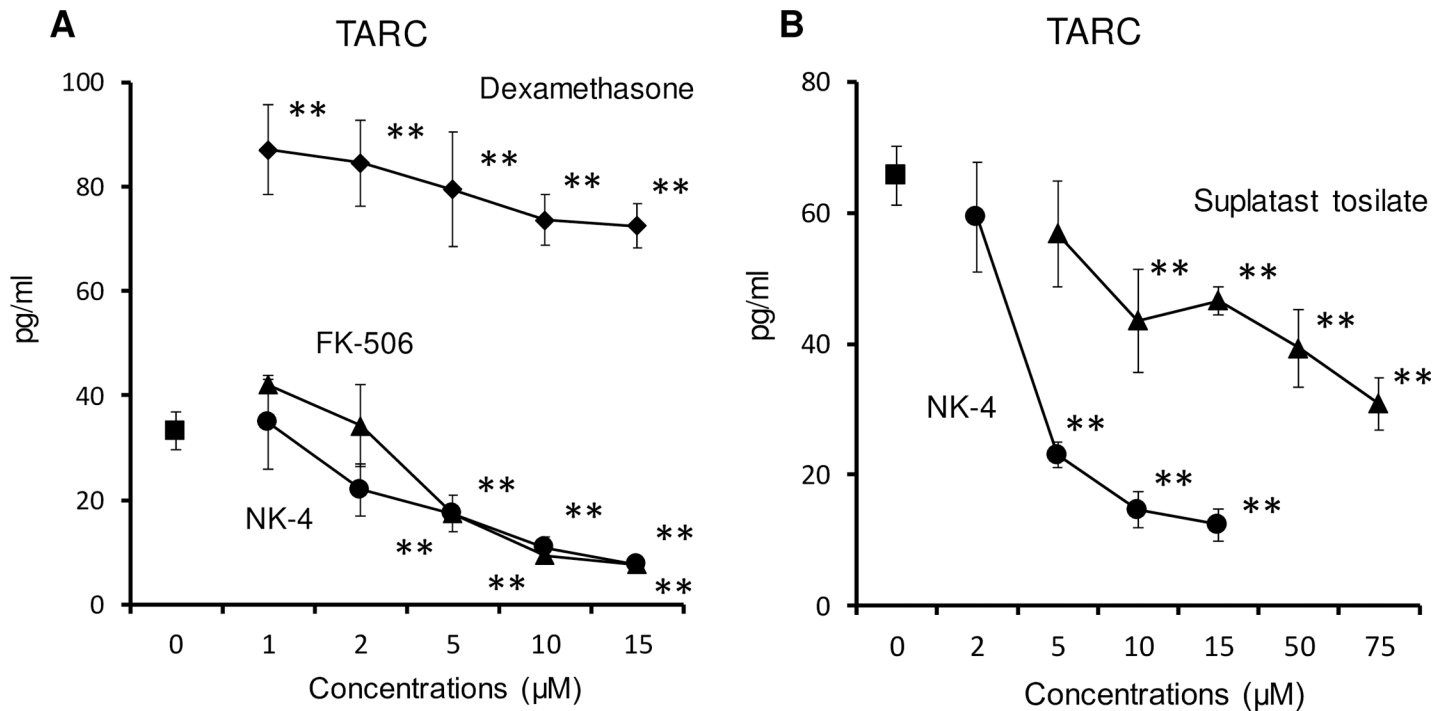 A
TARC
Dexamethasone
100
80
60
40
20
0
pg/ml
**
**
**
**
**
FK-506
NK-4
**
**
**
**
**
**
0 1 2 5 10 15
Concentrations (µM)
B
TARC
Suplatast tosilate
80
60
40
20
0
pg/ml
**
**
**
**
NK-4
**
**
**
0 2 5 10 15 50 75
Concentrations (µM)